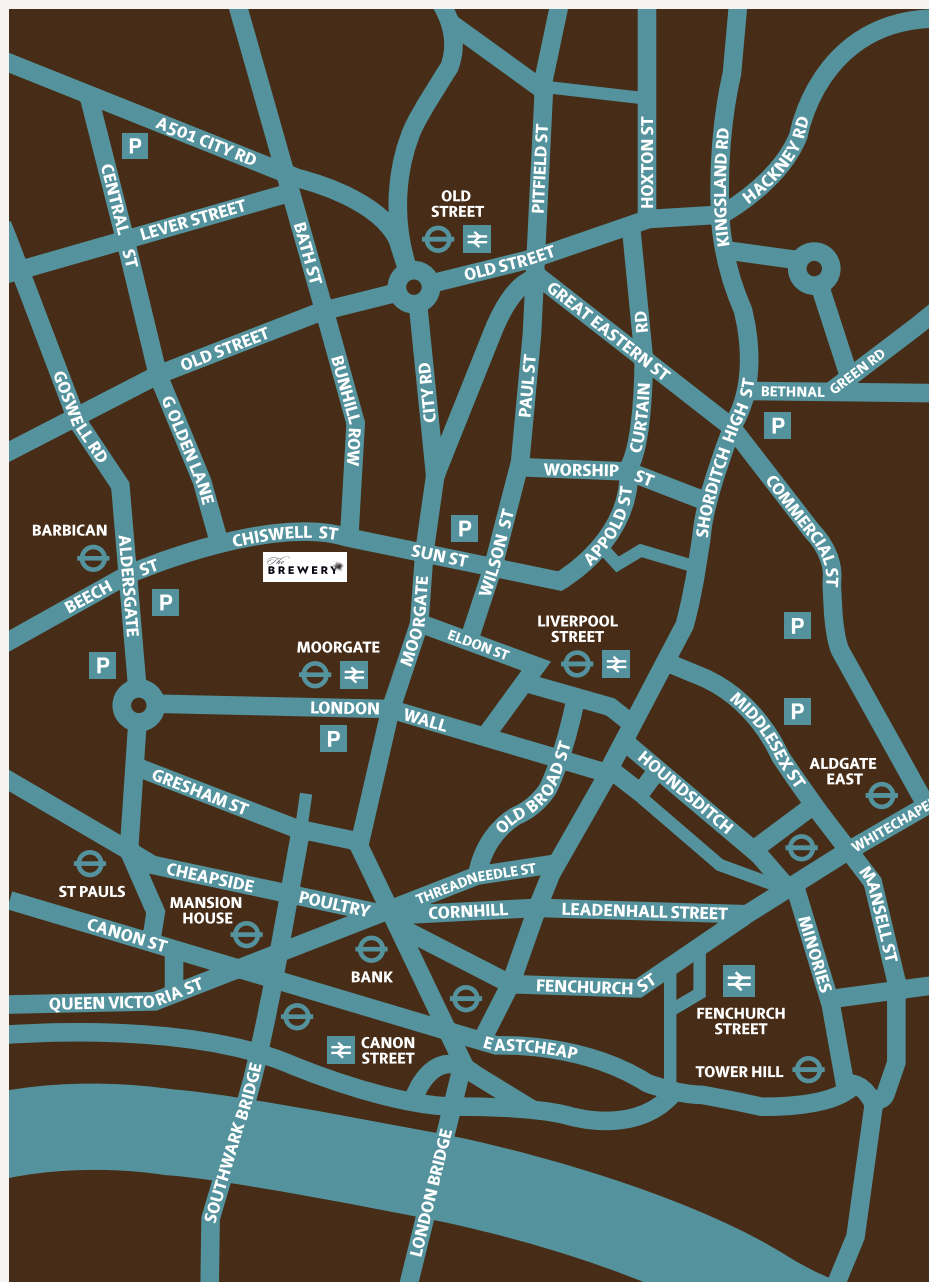 A501 CITY RD
P
CENTRAL ST
LEVER STREET
BATH ST
OLD
STREET
PITFIELD ST
HOXTON ST
KINGSLAND RD
HACKNEY RD
OLD STREET
GREAT EASTERN ST
OLD STREET
GOSWELL RD
G OLDEN LANE
BUNHILL ROW
CITY RD
PAUL ST
CURTAIN RD
BETHNAL GREEN RD
P
SHORDITCH HIGH ST
WORSHIP ST
COMMERCIAL ST
BARBICAN
ALDERSGATE
BEECH ST
CHISWELL ST
The
BREWERY
P
SUN ST
WILSON ST
APPOLD ST
P
P
P
MOORGATE
MOORGATE
ELDON ST
LIVERPOOL
STREET
LONDON WALL
P
P
MIDDLESEX ST
ALDGATE
EAST
GRESHAM ST
OLD BROAD ST
HOUNDSDITCH
WHITECHAPEL
ST PAULS
CHEAPSIDE
POULTRY
THREADNEEDLE ST
CORNHILL
LEADENHALL STREET
MANSELL ST
MANSION
HOUSE
CANON ST
BANK
MINORIES
QUEEN VICTORIA ST
FENCHURCH ST
FENCHURCH
STREET
CANON
STREET
EASTCHEAP
TOWER HILL
SOUTHWARK BRIDGE
LONDON BRIDGE